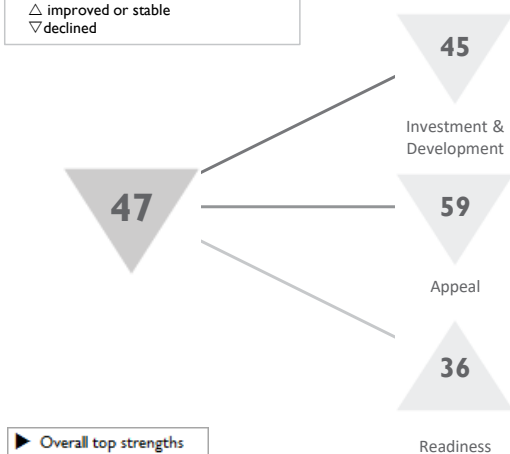 △ improved or stable
▽ declined
45
Investment &
Development
47
59
Appeal
36
Readiness
▶ Overall top strengths